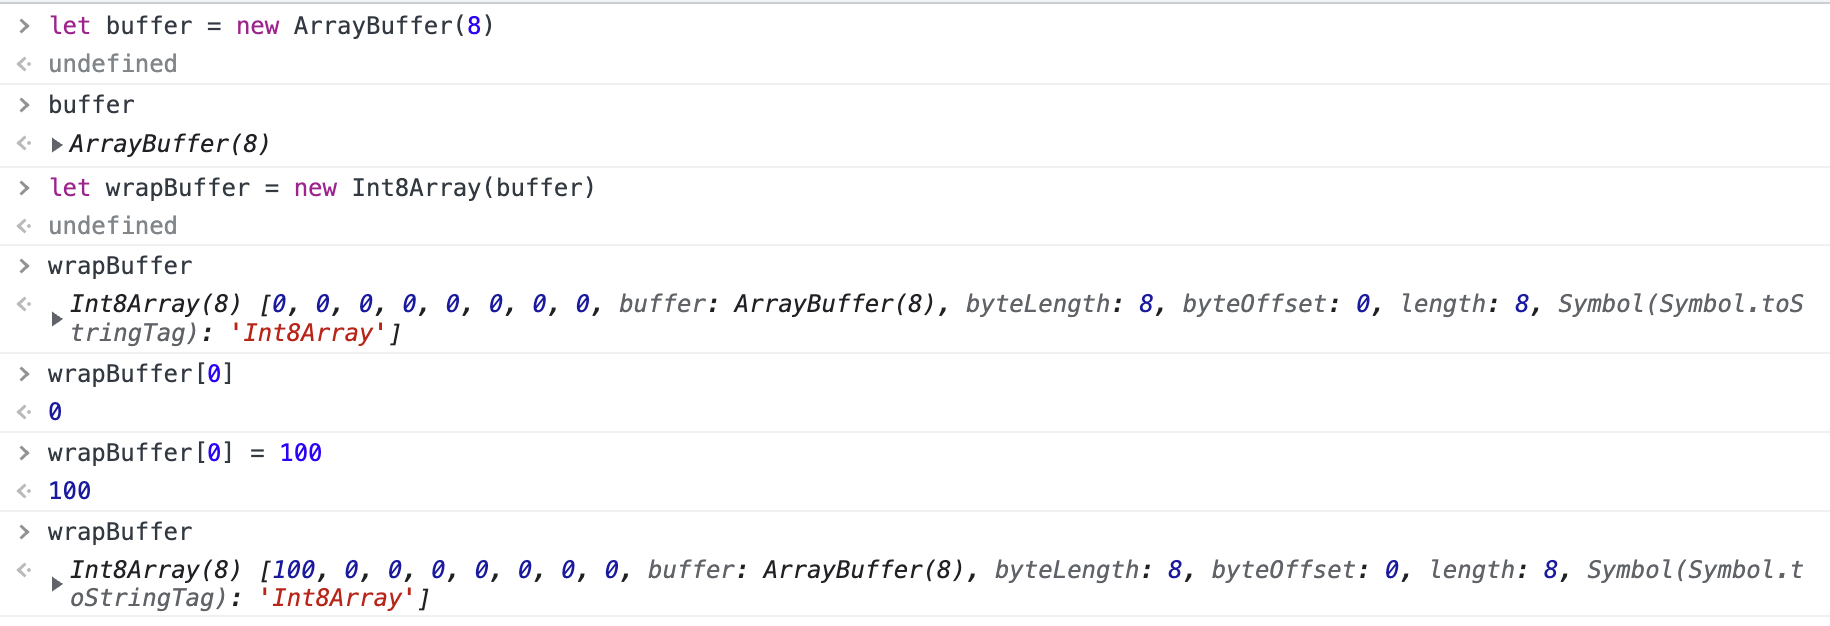 let buffer = new ArrayBuffer(8)
undefined
buffer
ArrayBuffer(8)
let wrapBuffer = new Int8Array(buffer)
undefined
wrapBuffer
Int8Array(8) [0, 0, 0, 0, 0, 0, 0, 0, buffer: ArrayBuffer(8), byteLength: 8, byteOffset: 0, length: 8, Symbol(Symbol.toS
tringTag): 'Int8Array']
wrapBuffer[0]
0
wrapBuffer[0] = 100
100
wrapBuffer
Int8Array(8) [100, 0, 0, 0, 0, 0, 0, 0, buffer: ArrayBuffer(8), byteLength: 8, byteOffset: 0, length: 8, Symbol(Symbol.t
oStringTag): 'Int8Array']